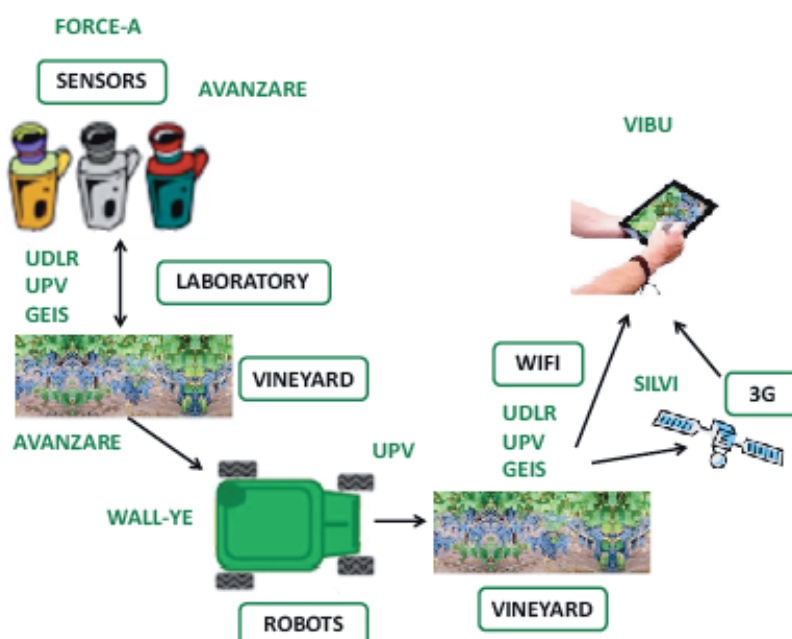 FORCE-A
SENSORS
AVANZARE
VIBU
UDLR
UPV
GEIS
LABORATORY
VINEYARD
AVANZARE
WIFI
SILVI
3G
UDLR
UPV
GEIS
UPV
WALL-YE
ROBOTS
VINEYARD